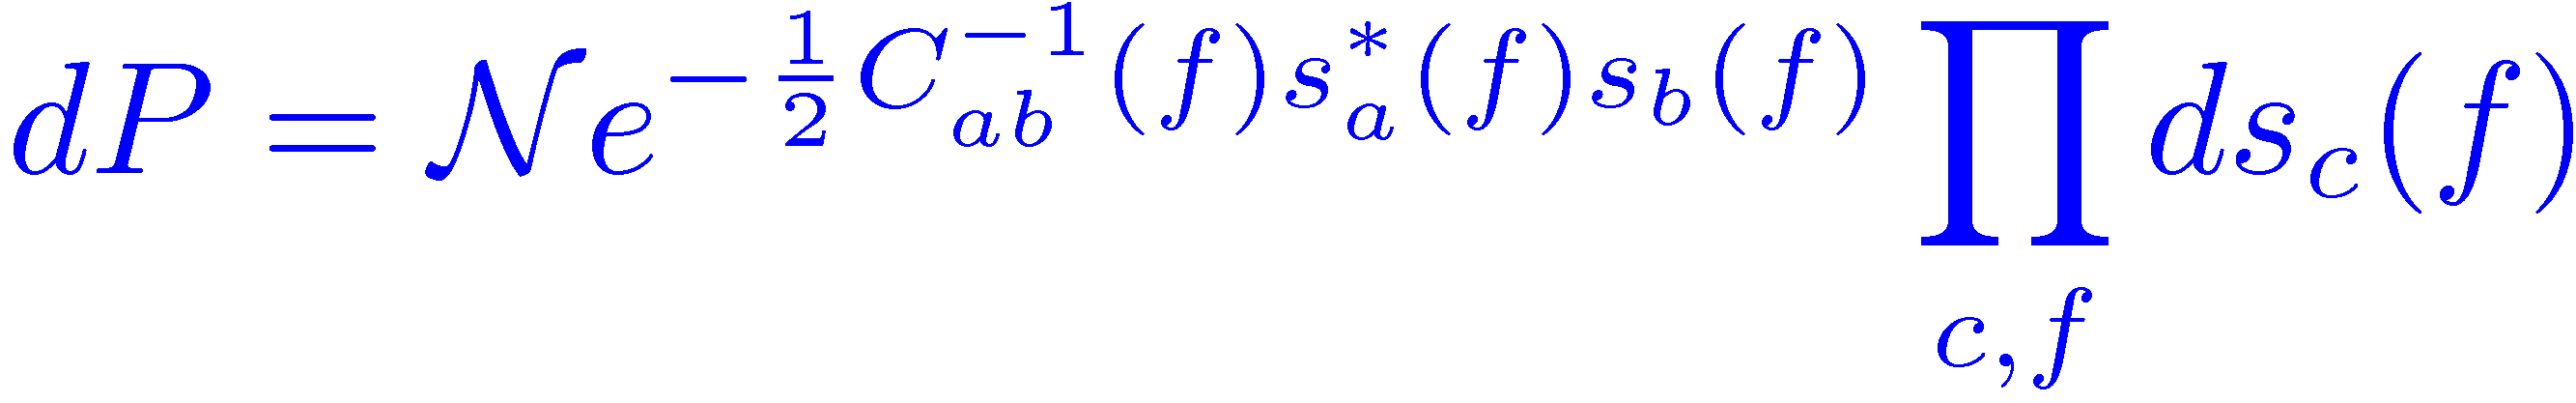 dP = \mathcal{N} e^{-\frac{1}{2} C_{ab}^{-1}(f) s_a^*(f) s_b(f)} \prod_{c,f} ds_c(f)